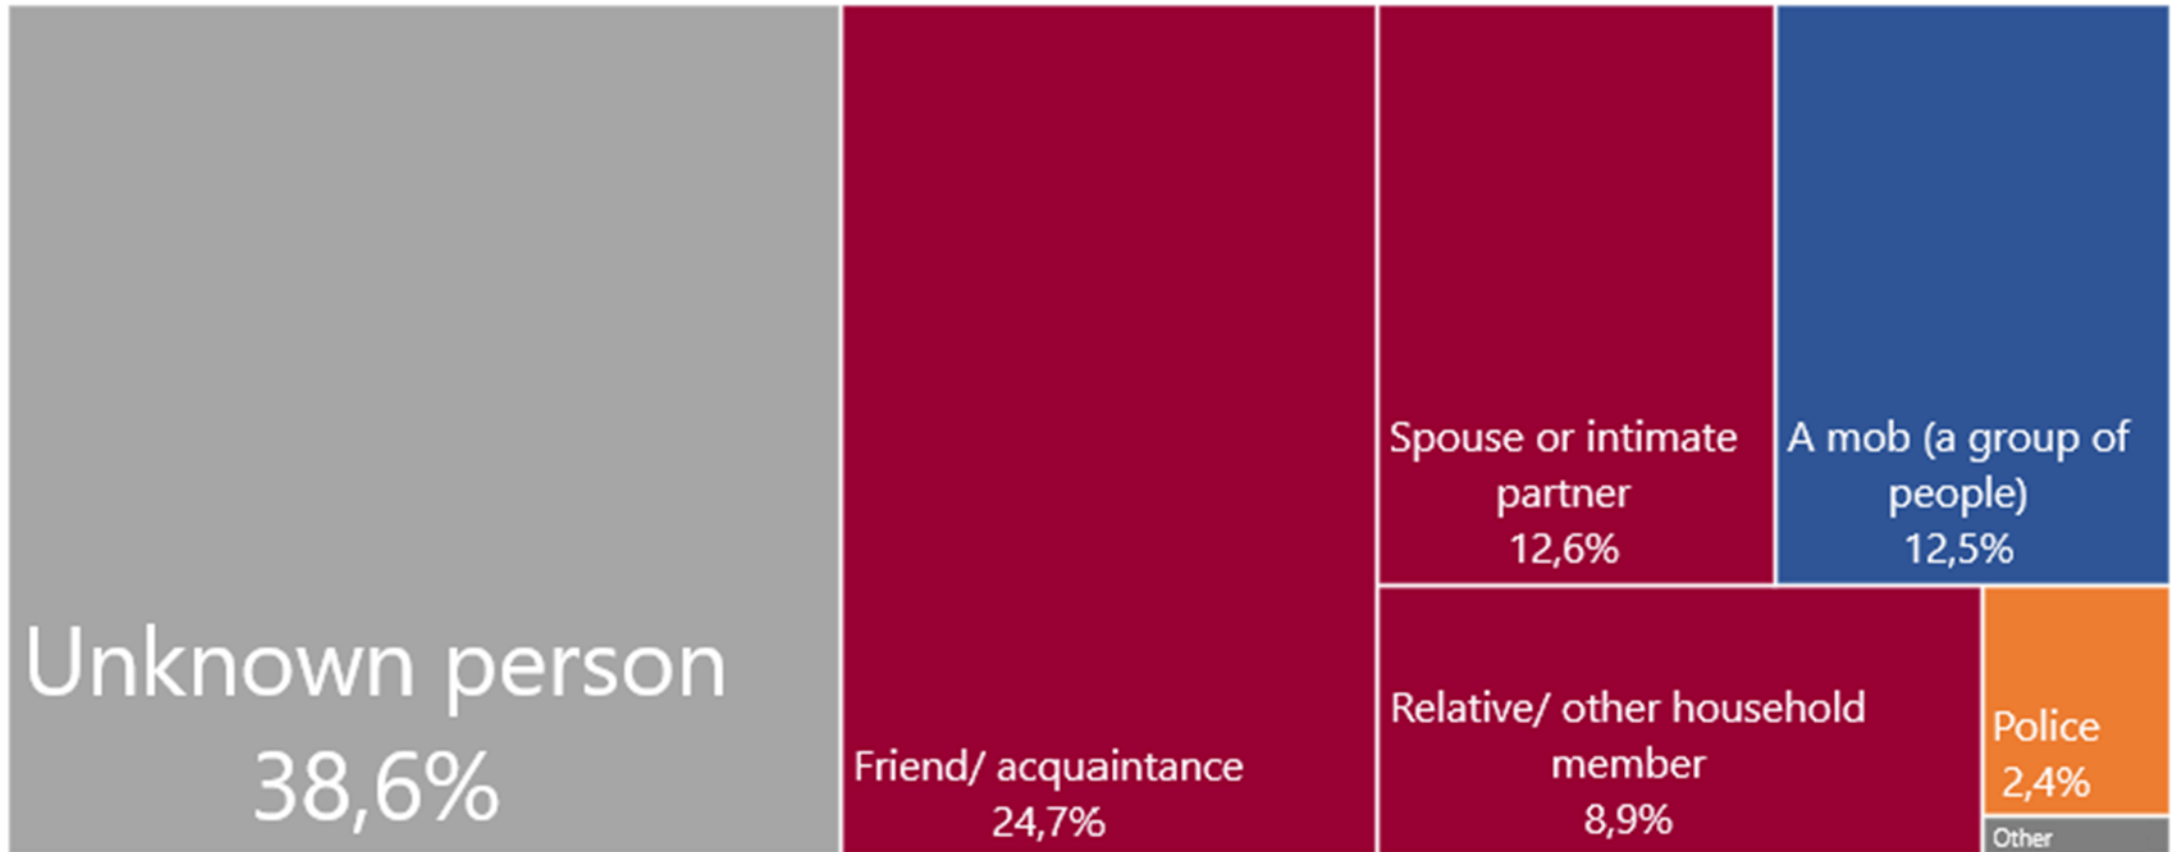 Unknown person
38,6%
Friend/ acquaintance
24,7%
Spouse or intimate
partner
12,6%
A mob (a group of
people)
12,5%
Relative/ other household
member
8,9%
Police
2,4%
Other